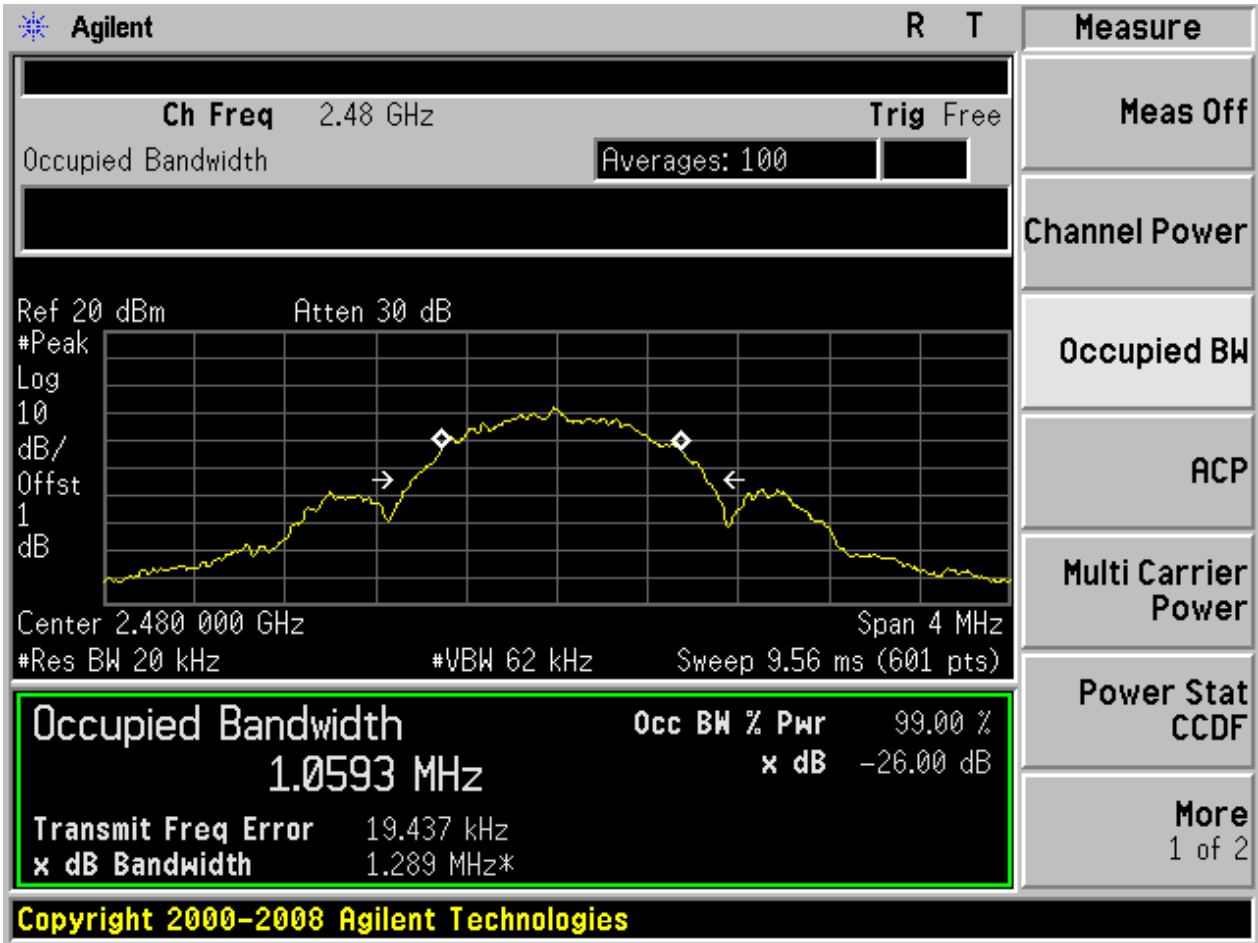 Agilent R T
Ch Freq 2.48 GHz Trig Free
Occupied Bandwidth Averages: 100
Ref 20 dBm Atten 30 dB
#Peak
Log
10
dB/
Offst
1
dB
Center 2.480 000 GHz Span 4 MHz
#Res BW 20 kHz #VBW 62 kHz Sweep 9.56 ms (601 pts)
Occupied Bandwidth
1.0593 MHz
Occ BW % Pwr 99.00 %
x dB -26.00 dB
Transmit Freq Error 19.437 kHz
x dB Bandwidth 1.289 MHz*
Copyright 2000-2008 Agilent Technologies
Measure
Meas Off
Channel Power
Occupied BW
ACP
Multi Carrier
Power
Power Stat
CCDF
More
1 of 2